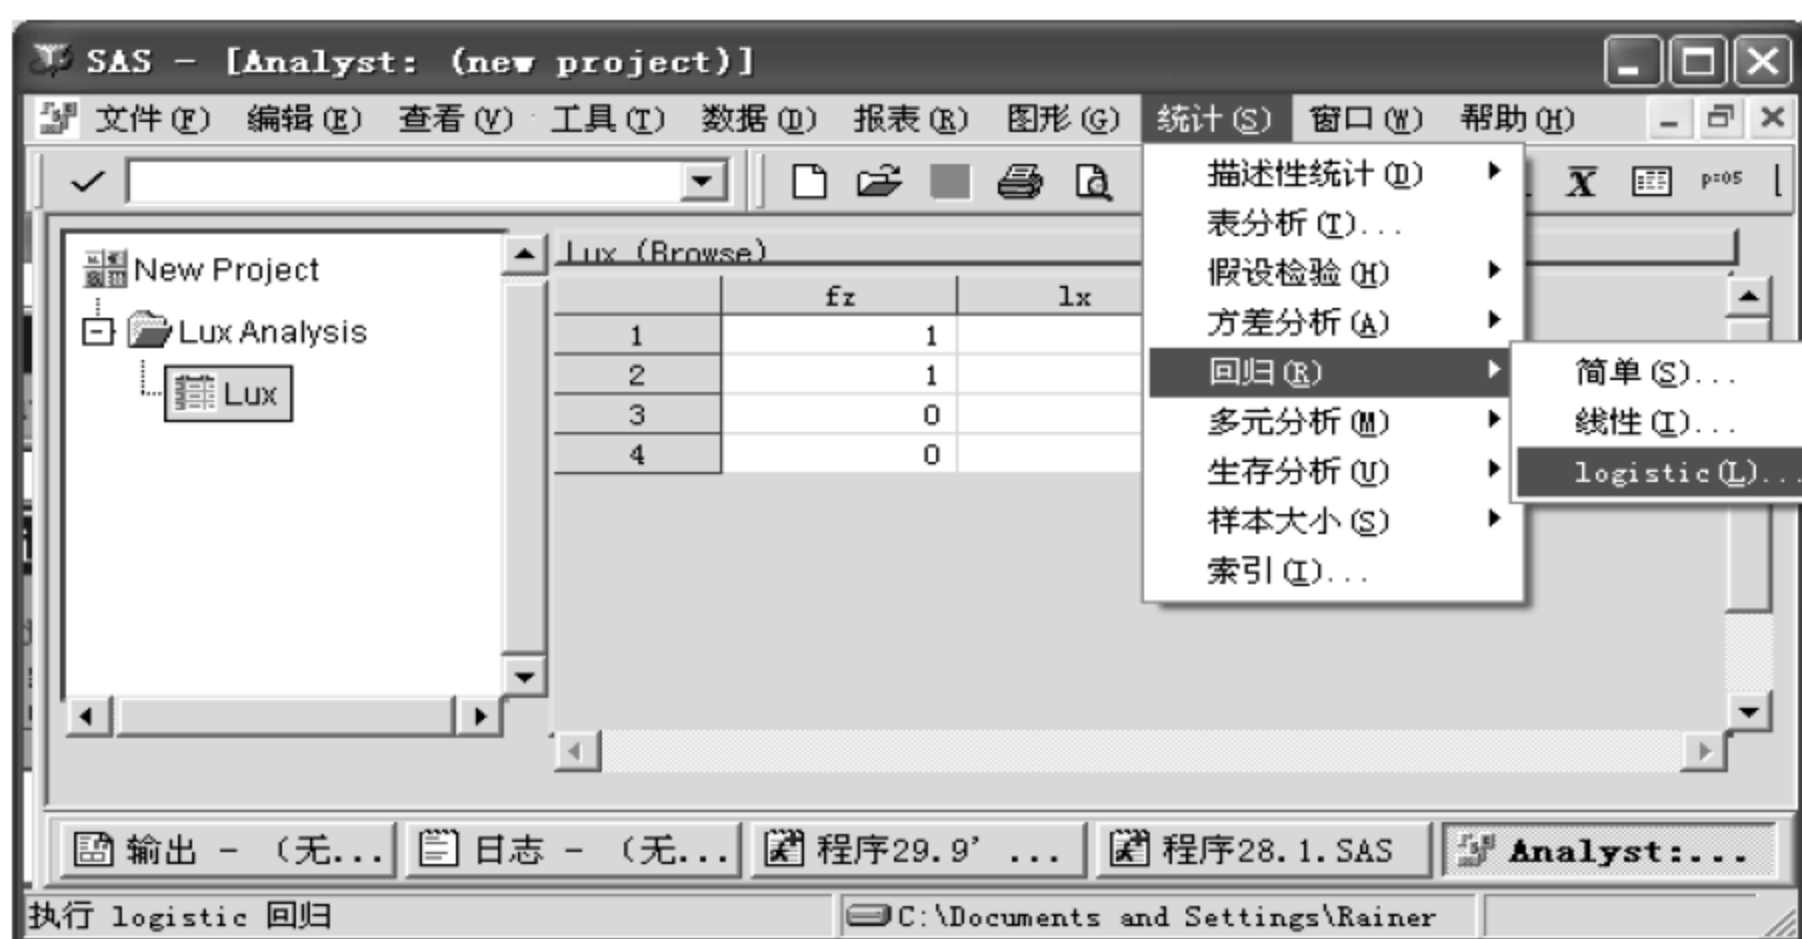 SAS - [Analyst: (new project)]
文件(F) 编辑(E) 查看(V) 工具(T) 数据(D) 报表(R) 图形(G) 统计(S) 窗口(W) 帮助(H)
p=05
描述性统计(D)
表分析(T)...
假设检验(H)
方差分析(A)
回归(R)
多元分析(M)
生存分析(U)
样本大小(S)
索引(I)...
简单(S)...
线性(I)...
logistic(L)...
New Project
Lux Analysis
Lux
Lux (Browse)
fz lx
1 1
2 1
3 0
4 0
输出 - (无... 日志 - (无... 程序29.9' ... 程序28.1.SAS Analyst:...
执行 logistic 回归 C:\Documents and Settings\Rainer